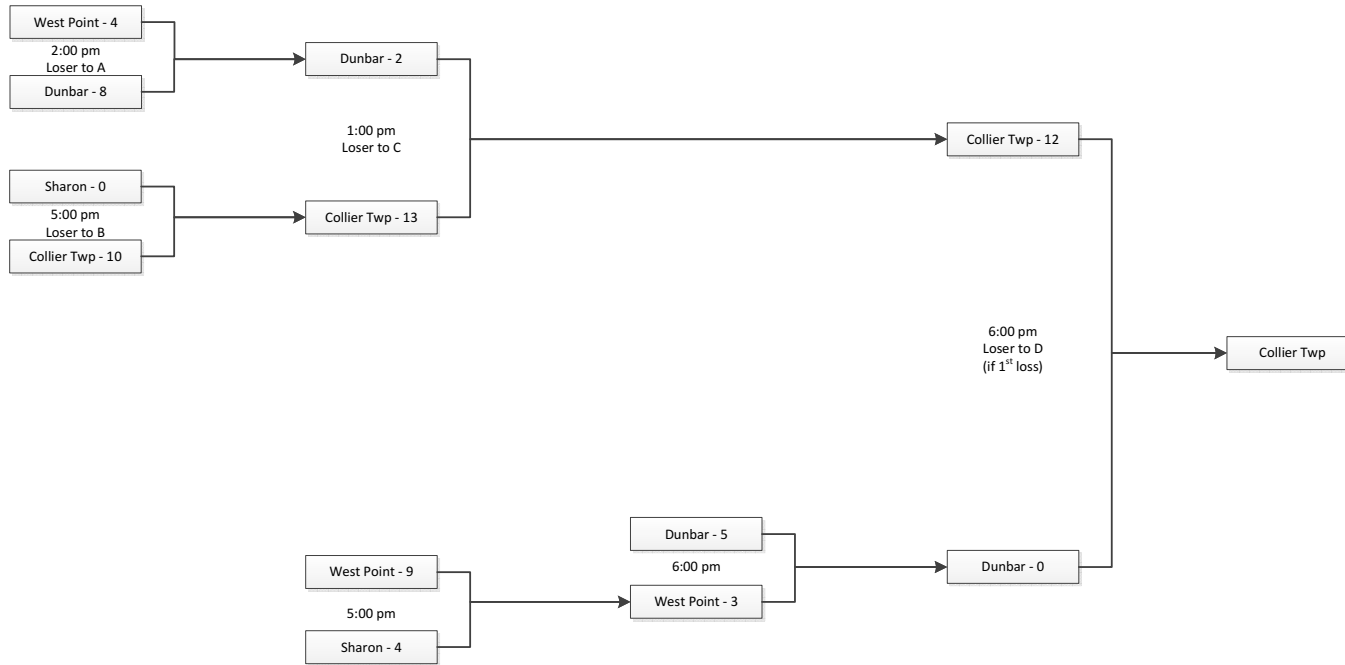 West Point - 4
2:00 pm
Loser to A
Dunbar - 8
Dunbar - 2
1:00 pm
Loser to C
Sharon - 0
5:00 pm
Loser to B
Collier Twp - 10
Collier Twp - 13
Collier Twp - 12
6:00 pm
Loser to D
(if 1st loss)
Collier Twp
West Point - 9
5:00 pm
Sharon - 4
Dunbar - 5
6:00 pm
West Point - 3
Dunbar - 0